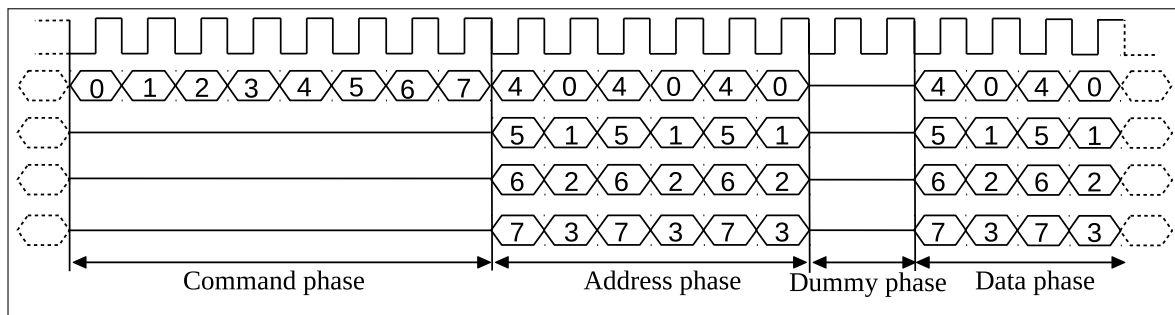 0 1 2 3 4 5 6 7 4 0 4 0 4 0 4 0 4 0
5 1 5 1 5 1 5 1 5 1
6 2 6 2 6 2 6 2 6 2
7 3 7 3 7 3 7 3 7 3
Command phase Address phase Dummy phase Data phase